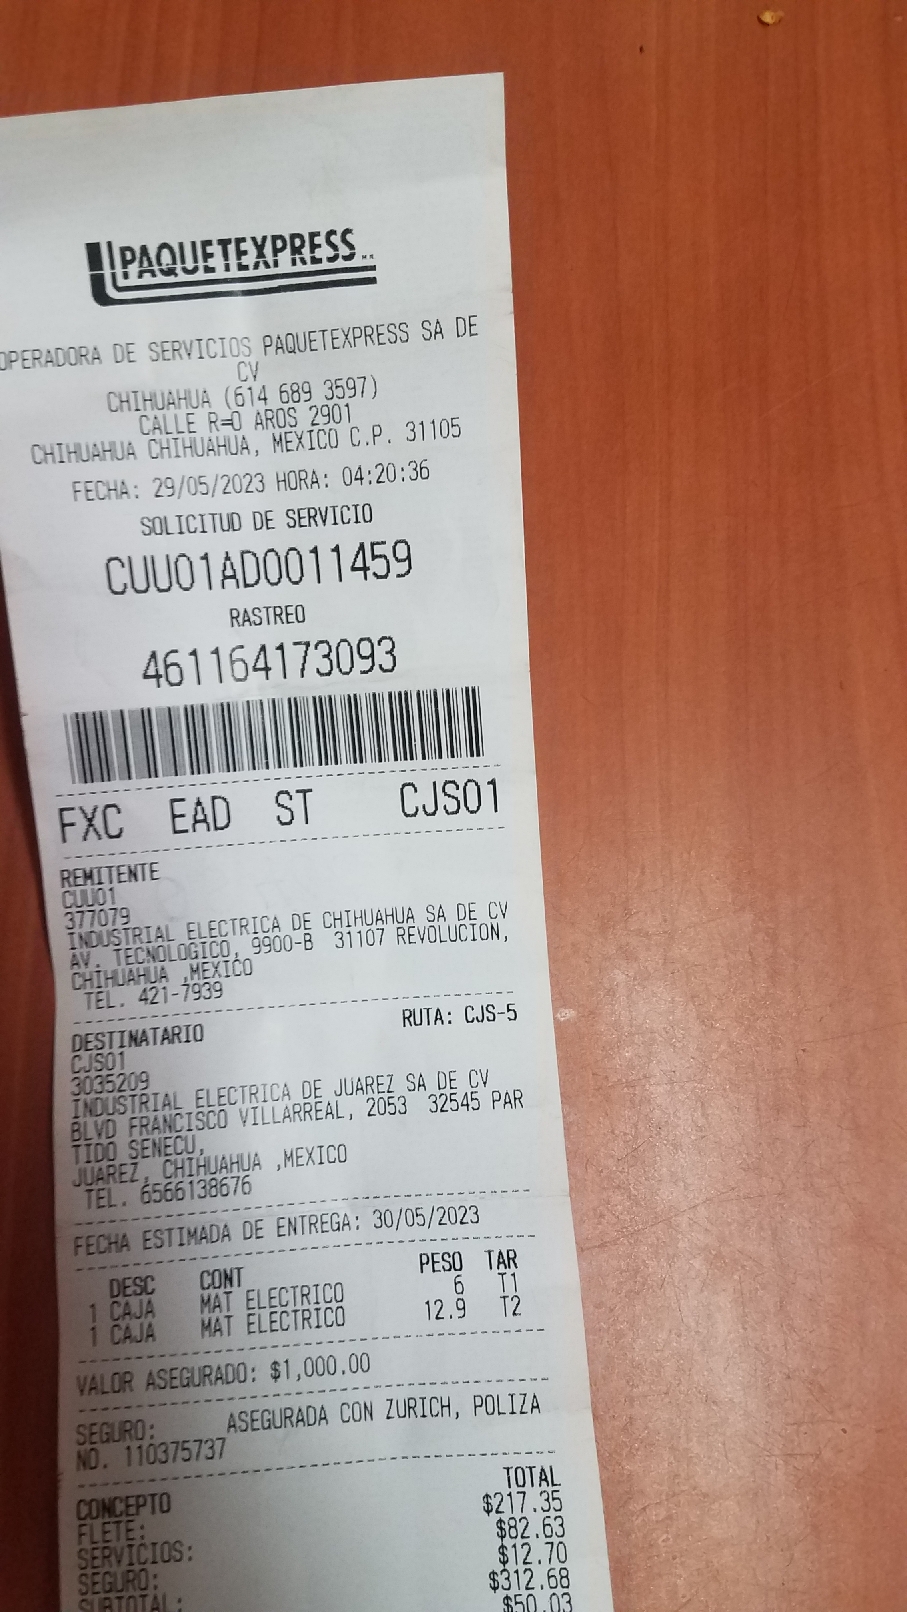 PAQUETEXPRESS
OPERADORA DE SERVICIOS PAQUETEXPRESS SA DE
CV
CHIHUAHUA (614 689 3597)
CALLE R=O AROS 2901
CHIHUAHUA CHIHUAHUA, MEXICO C.P. 31105
FECHA: 29/05/2023 HORA: 04:20:36
SOLICITUD DE SERVICIO
CUU01AD0011459
RASTREO
461164173093
FXC EAD ST CJS01
REMITENTE
CUU01
377079
INDUSTRIAL ELECTRICA DE CHIHUAHUA SA DE CV
AV. TECNOLOGICO, 9900-B 31107 REVOLUCION,
CHIHUAHUA ,MEXICO
TEL. 421-7939
DESTINATARIO RUTA: CJS-5
CJS01
3035209
INDUSTRIAL ELECTRICA DE JUAREZ SA DE CV
BLVD FRANCISCO VILLARREAL, 2053 32545 PAR
TIDO SENECU,
JUAREZ, CHIHUAHUA ,MEXICO
TEL. 6566138676
FECHA ESTIMADA DE ENTREGA: 30/05/2023
DESC CONT PESO TAR
1 CAJA MAT ELECTRICO 6 T1
1 CAJA MAT ELECTRICO 12.9 T2
VALOR ASEGURADO: $1,000.00
SEGURO: ASEGURADA CON ZURICH, POLIZA
NO. 110375737
CONCEPTO TOTAL
FLETE: $217.35
SERVICIOS: $82.63
SEGURO: $12.70
SUBTOTAL: $312.68
$50.03